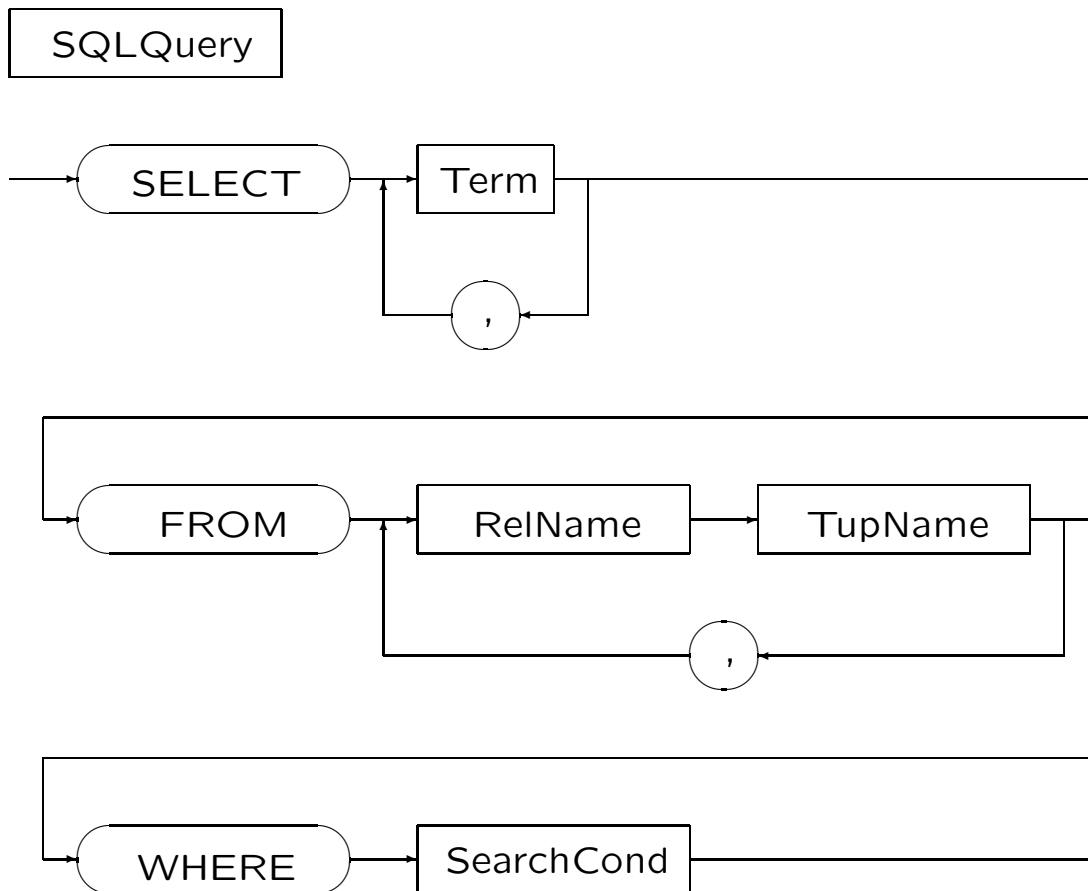 SQLQuery
SELECT Term
,
FROM RelName TupName
,
WHERE SearchCond